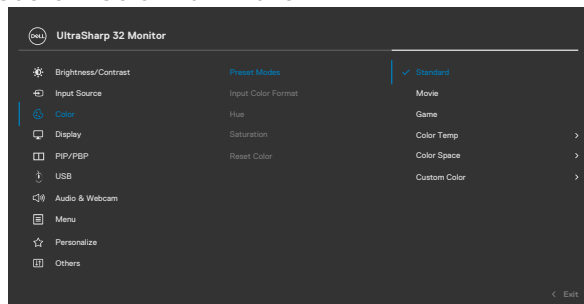 DELL UltraSharp 32 Monitor
Brightness/Contrast Preset Modes ✓ Standard
Input Source Input Color Format Movie
Color Hue Game
Display Saturation Color Temp >
PIP/PBP Reset Color Color Space >
USB Custom Color >
Audio & Webcam
Menu
Personalize
Others
< Exit